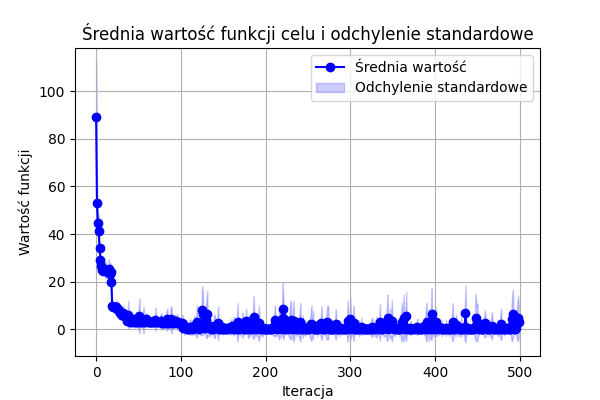 Średnia wartość funkcji celu i odchylenie standardowe
Średnia wartość
Odchylenie standardowe
Wartość funkcji
100
80
60
40
20
0
0 100 200 300 400 500
Iteracja